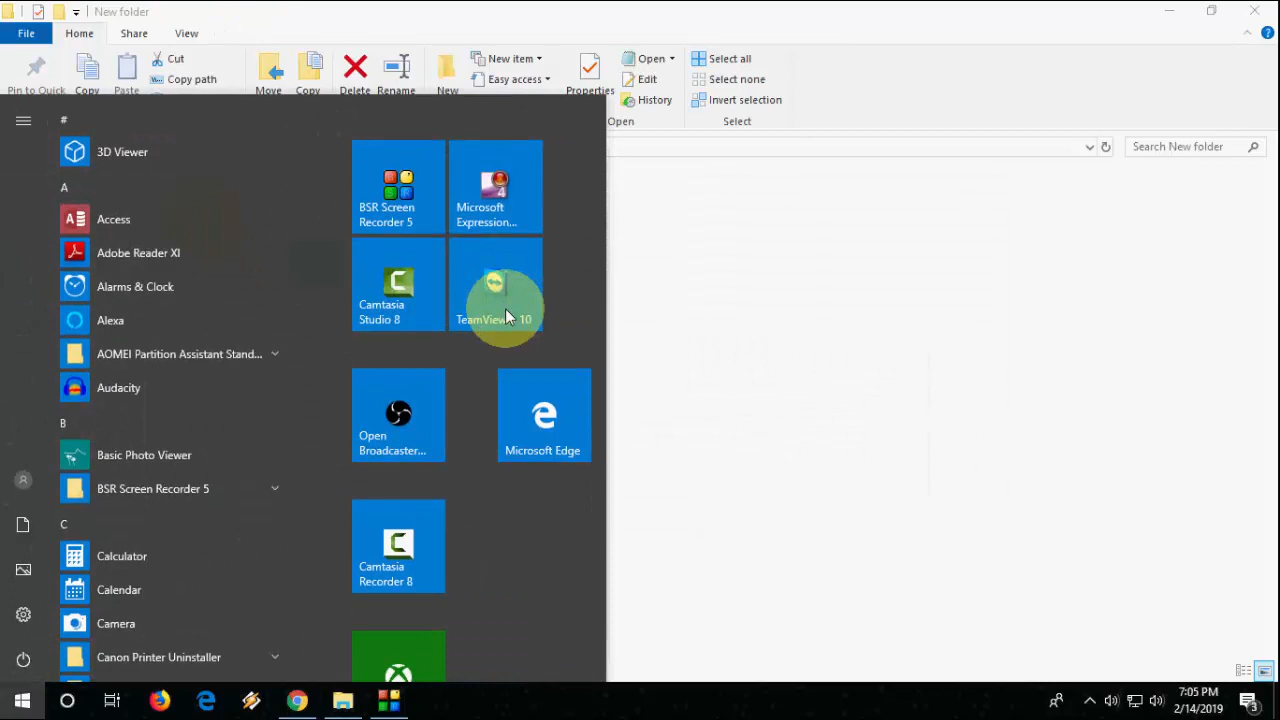 New folder
File
Home
Share
View
Pin to Quick
Copy
Paste
Cut
Copy path
Move
Copy
Delete
Rename
New
New item
Easy access
Properties
Open
Edit
History
Open
Select all
Select none
Invert selection
Select
Search New folder
#
3D Viewer
A
Access
Adobe Reader XI
Alarms & Clock
Alexa
AOMEI Partition Assistant Stand...
Audacity
B
Basic Photo Viewer
BSR Screen Recorder 5
C
Calculator
Calendar
Camera
Canon Printer Uninstaller
BSR Screen
Recorder 5
Microsoft
Expression...
4
Camtasia
Studio 8
10
Open
Broadcaster...
Microsoft Edge
Camtasia
Recorder 8
7:05 PM
2/14/2019
3